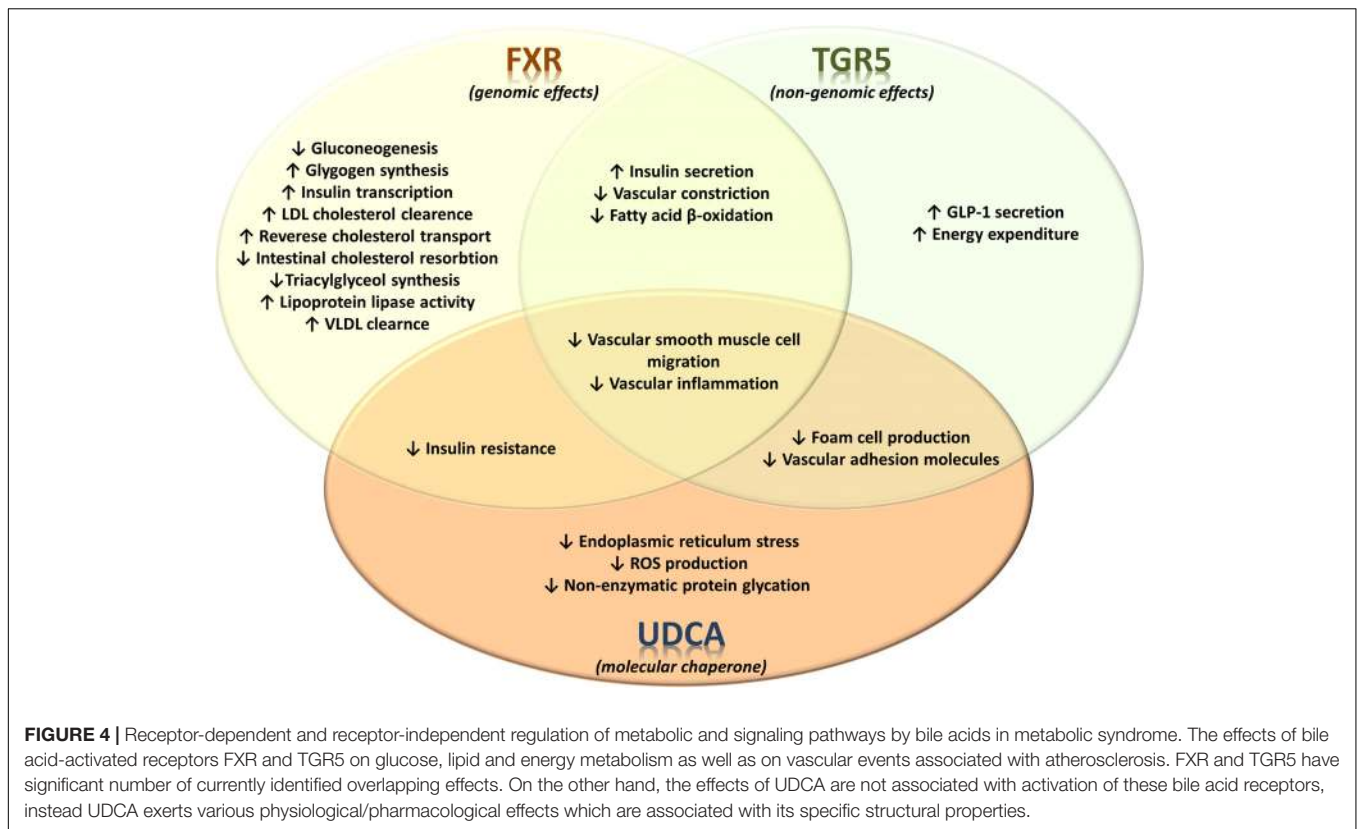 FXR
(genomic effects)
TGR5
(non-genomic effects)
↓ Gluconeogenesis
↑ Glygogen synthesis
↑ Insulin transcription
↑ LDL cholesterol clearence
↑ Reverese cholesterol transport
↓ Intestinal cholesterol resorbtion
↓Triacylglyceol synthesis
↑ Lipoprotein lipase activity
↑ VLDL clearnce
↑ Insulin secretion
↓ Vascular constriction
↓ Fatty acid β-oxidation
↑ GLP-1 secretion
↑ Energy expenditure
↓ Vascular smooth muscle cell
migration
↓ Vascular inflammation
↓ Insulin resistance
↓ Foam cell production
↓ Vascular adhesion molecules
↓ Endoplasmic reticulum stress
↓ ROS production
↓ Non-enzymatic protein glycation
UDCA
(molecular chaperone)
FIGURE 4 | Receptor-dependent and receptor-independent regulation of metabolic and signaling pathways by bile acids in metabolic syndrome. The effects of bile
acid-activated receptors FXR and TGR5 on glucose, lipid and energy metabolism as well as on vascular events associated with atherosclerosis. FXR and TGR5 have
significant number of currently identified overlapping effects. On the other hand, the effects of UDCA are not associated with activation of these bile acid receptors,
instead UDCA exerts various physiological/pharmacological effects which are associated with its specific structural properties.